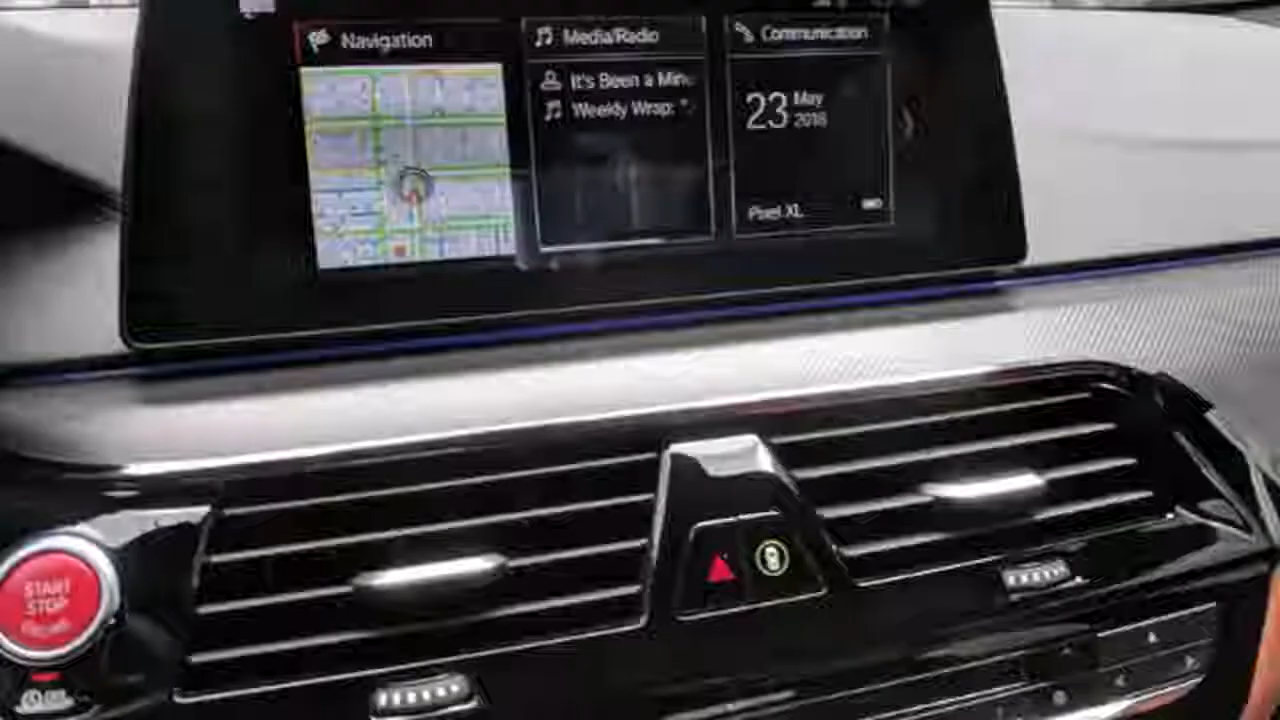 Navigation
Media/Radio
Communication
It's Been a Min
Weekly Wrap: "
23 May
2018
Pixel XL
START
STOP